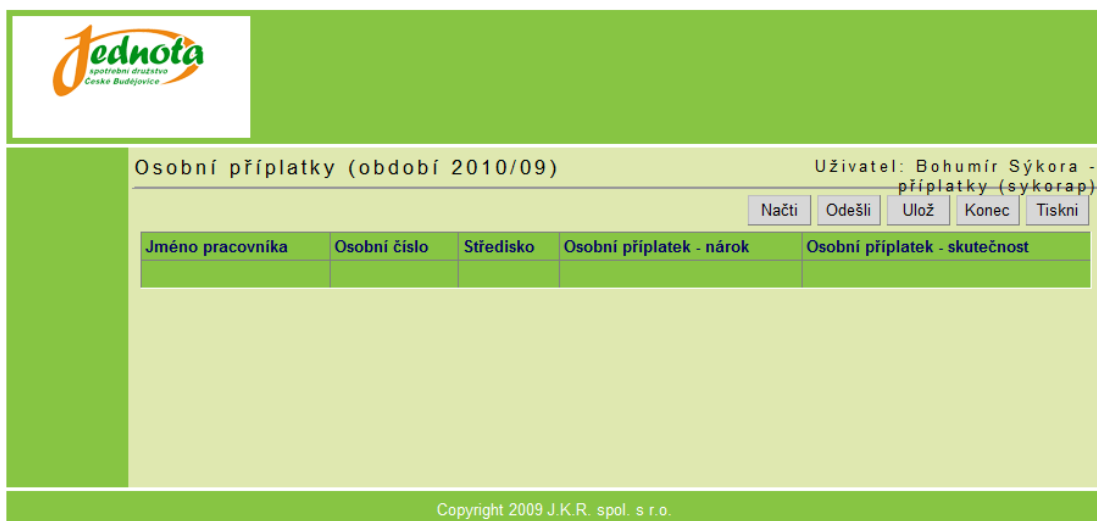 Jednota
spotřební družstvo
České Budějovice
Osobní příplatky (období 2010/09)
Uživatel: Bohumír Sýkora -
příplatky (sykorap)
Načti Odešli Ulož Konec Tiskni
Jméno pracovníka Osobní číslo Středisko Osobní příplatek - nárok Osobní příplatek - skutečnost
Copyright 2009 J.K.R. spol. s r.o.